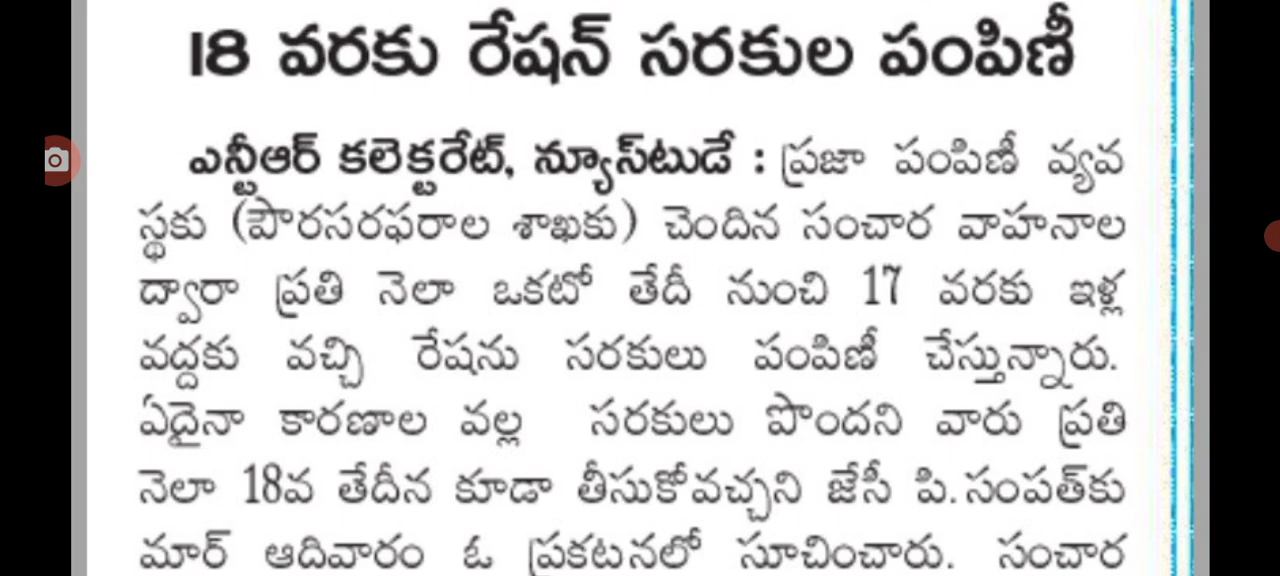 18 వరకు రేషన్ సరకుల పంపిణీ
ఎన్టీఆర్ కలెక్టరేట్, న్యూస్‌టుడే : ప్రజా పంపిణీ వ్యవ
స్థకు (పౌరసరఫరాల శాఖకు) చెందిన సంచార వాహనాల
ద్వారా ప్రతి నెలా ఒకటో తేదీ నుంచి 17 వరకు ఇళ్ల
వద్దకు వచ్చి రేషను సరకులు పంపిణీ చేస్తున్నారు.
ఏదైనా కారణాల వల్ల సరకులు పొందని వారు ప్రతి
నెలా 18వ తేదీన కూడా తీసుకోవచ్చని జేసీ పి.సంపత్‌కు
మార్ ఆదివారం ఓ ప్రకటనలో సూచించారు. సంచార